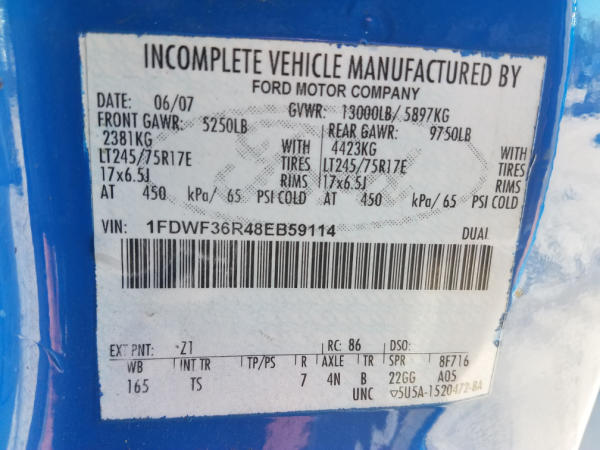 INCOMPLETE VEHICLE MANUFACTURED BY
FORD MOTOR COMPANY
DATE: 06/07 GVWR: 13000LB/ 5897KG
FRONT GAWR: 5250LB REAR GAWR: 9750LB
2381KG WITH 4423KG WITH
LT245/75R17E TIRES LT245/75R17E TIRES
17x6.5J RIMS 17x6.5J RIMS
AT 450 kPa/ 65 PSI COLD AT 450 kPa/ 65 PSI COLD
VIN: 1FDWF36R48EB59114 DUAL
EXT PNT: Z1 RC: 86 DSO:
WB INT TR TP/PS R AXLE TR SPR 8F716
165 TS 7 4N B 22GG A05
UNC ▽5U5A-1520472-BA